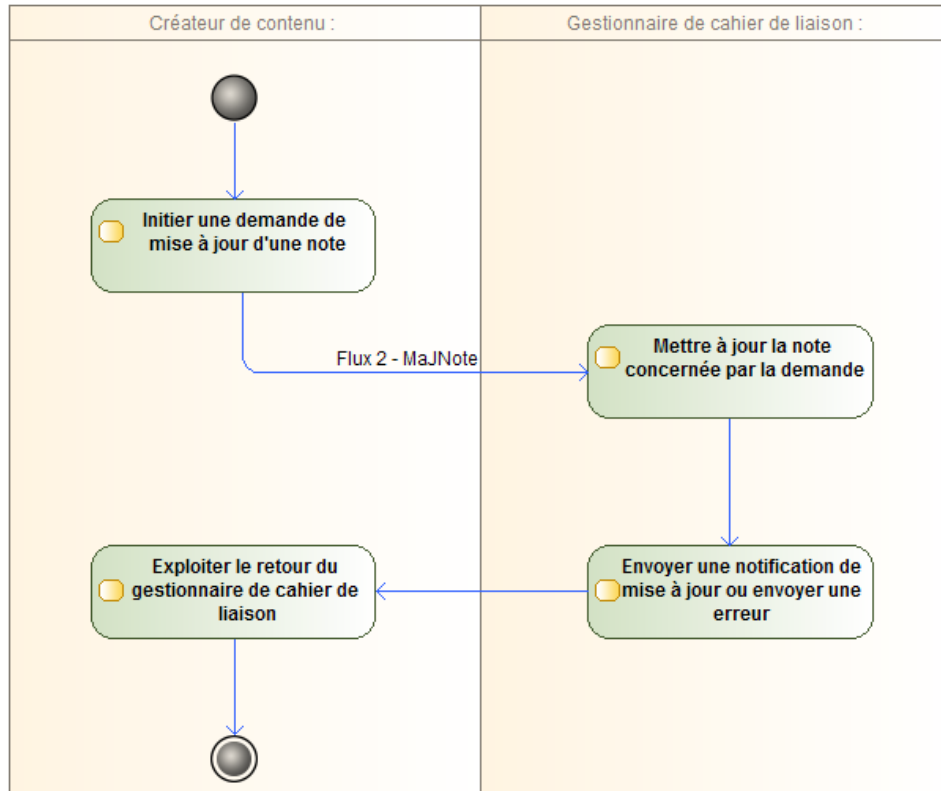 Créateur de contenu :
Gestionnaire de cahier de liaison :
Initier une demande de
mise à jour d'une note
Flux 2 - MaJNote
Mettre à jour la note
concernée par la demande
Exploiter le retour du
gestionnaire de cahier de
liaison
Envoyer une notification de
mise à jour ou envoyer une
erreur